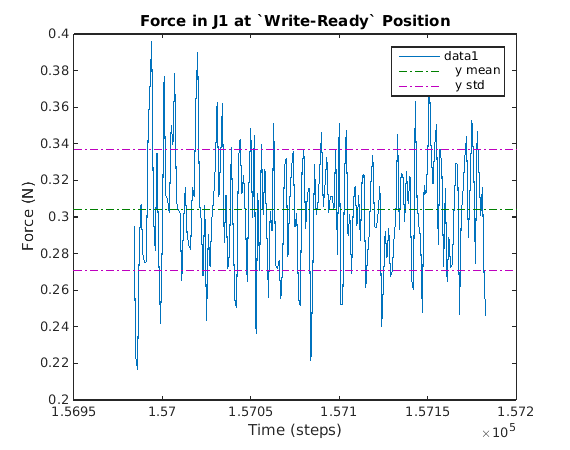 Force in J1 at `Write-Ready` Position
data1
y mean
y std
Force (N)
0.4
0.38
0.36
0.34
0.32
0.3
0.28
0.26
0.24
0.22
0.2
1.5695 1.57 1.5705 1.571 1.5715 1.572
Time (steps)
×10^5